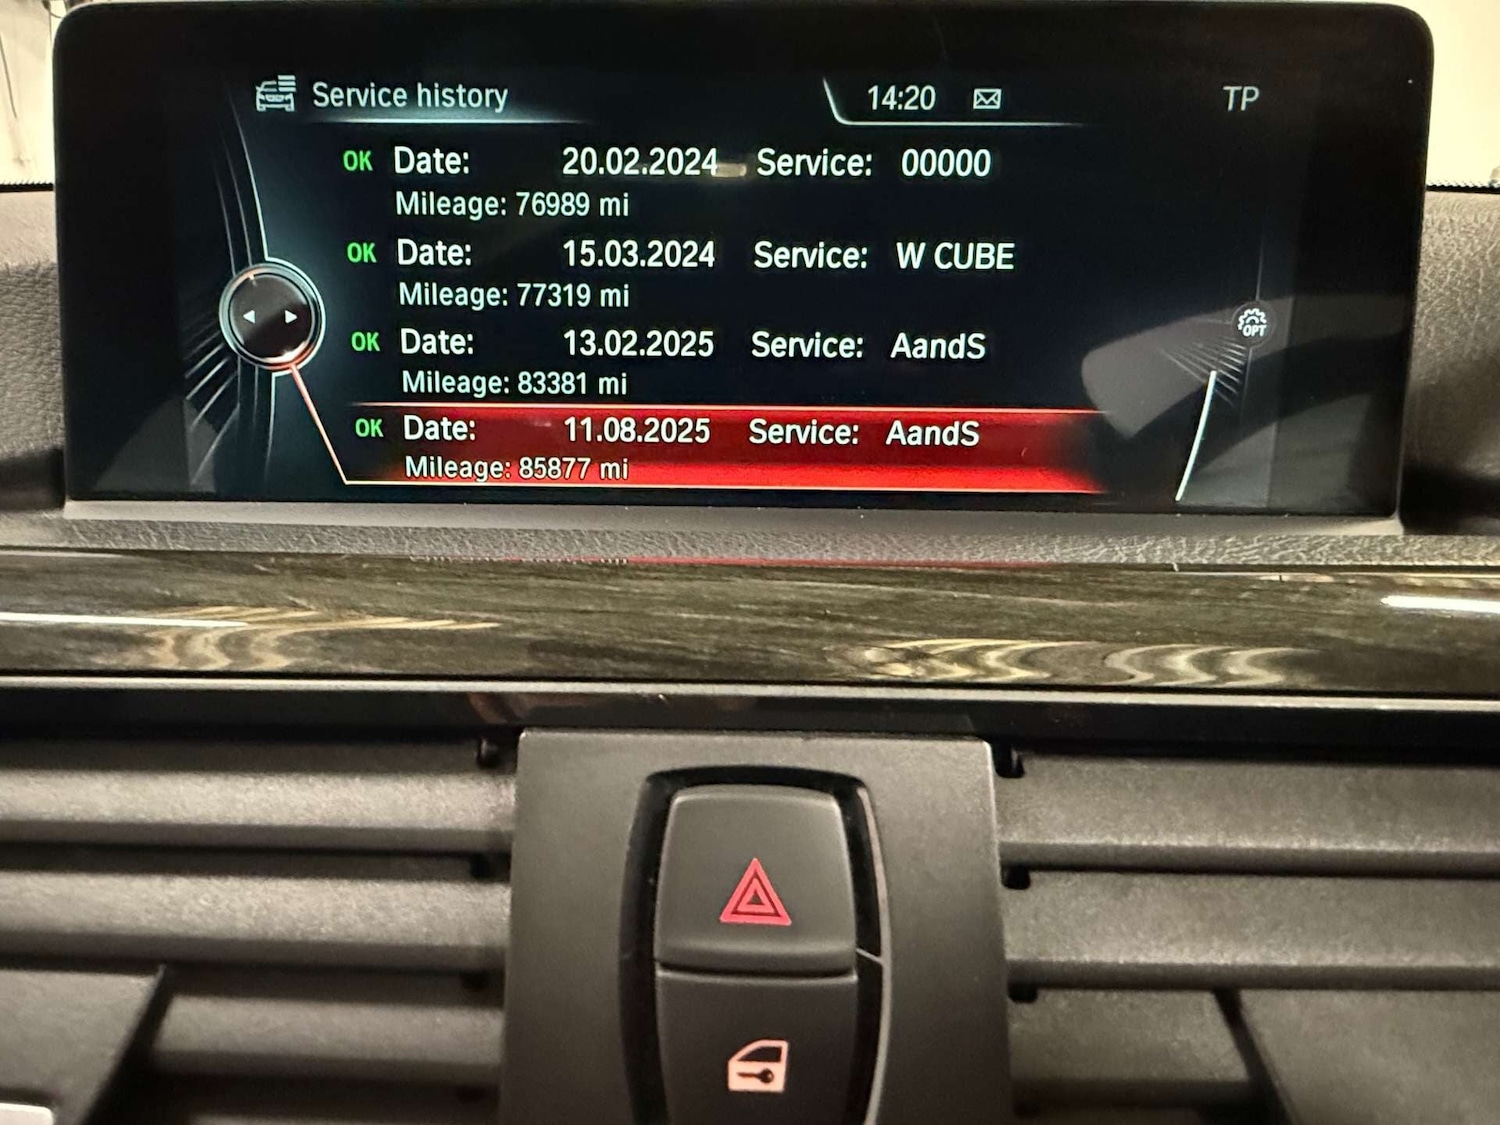 Service history 14:20 TP
OK Date: 20.02.2024 Service: 00000
Mileage: 76989 mi
OK Date: 15.03.2024 Service: W CUBE
Mileage: 77319 mi
OK Date: 13.02.2025 Service: AandS
Mileage: 83381 mi
OPT
OK Date: 11.08.2025 Service: AandS
Mileage: 85877 mi